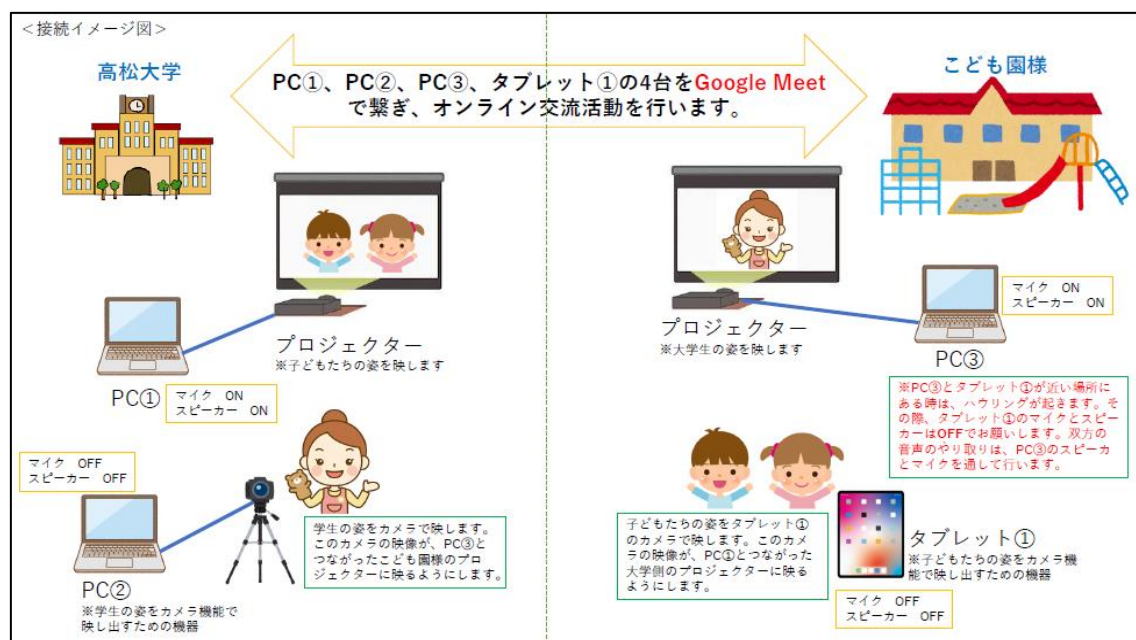 ＜接続イメージ図＞
高松大学
PC①、PC②、PC③、タブレット①の4台をGoogle Meet
で繋ぎ、オンライン交流活動を行います。
こども園様
プロジェクター
※子どもたちの姿を映します
PC①
マイク　ON
スピーカー　ON
マイク　OFF
スピーカー　OFF
PC②
※学生の姿をカメラ機能で
映し出すための機器
学生の姿をカメラで映します。
このカメラの映像が、PC③と
つながったこども園様のプロ
ジェクターに映るようにします。
プロジェクター
※大学生の姿を映します
マイク　ON
スピーカー　ON
PC③
※PC③とタブレット①が近い場所に
ある時は、ハウリングが起きます。そ
の際、タブレット①のマイクとスピー
カーはOFFでお願いします。双方の
音声のやり取りは、PC③のスピーカ
とマイクを通して行います。
子どもたちの姿をタブレット①
のカメラで映します。このカメ
ラの映像が、PC①とつながった
大学側のプロジェクターに映る
ようにします。
タブレット①
※子どもたちの姿をカメラ機
能で映し出すための機器
マイク　OFF
スピーカー　OFF